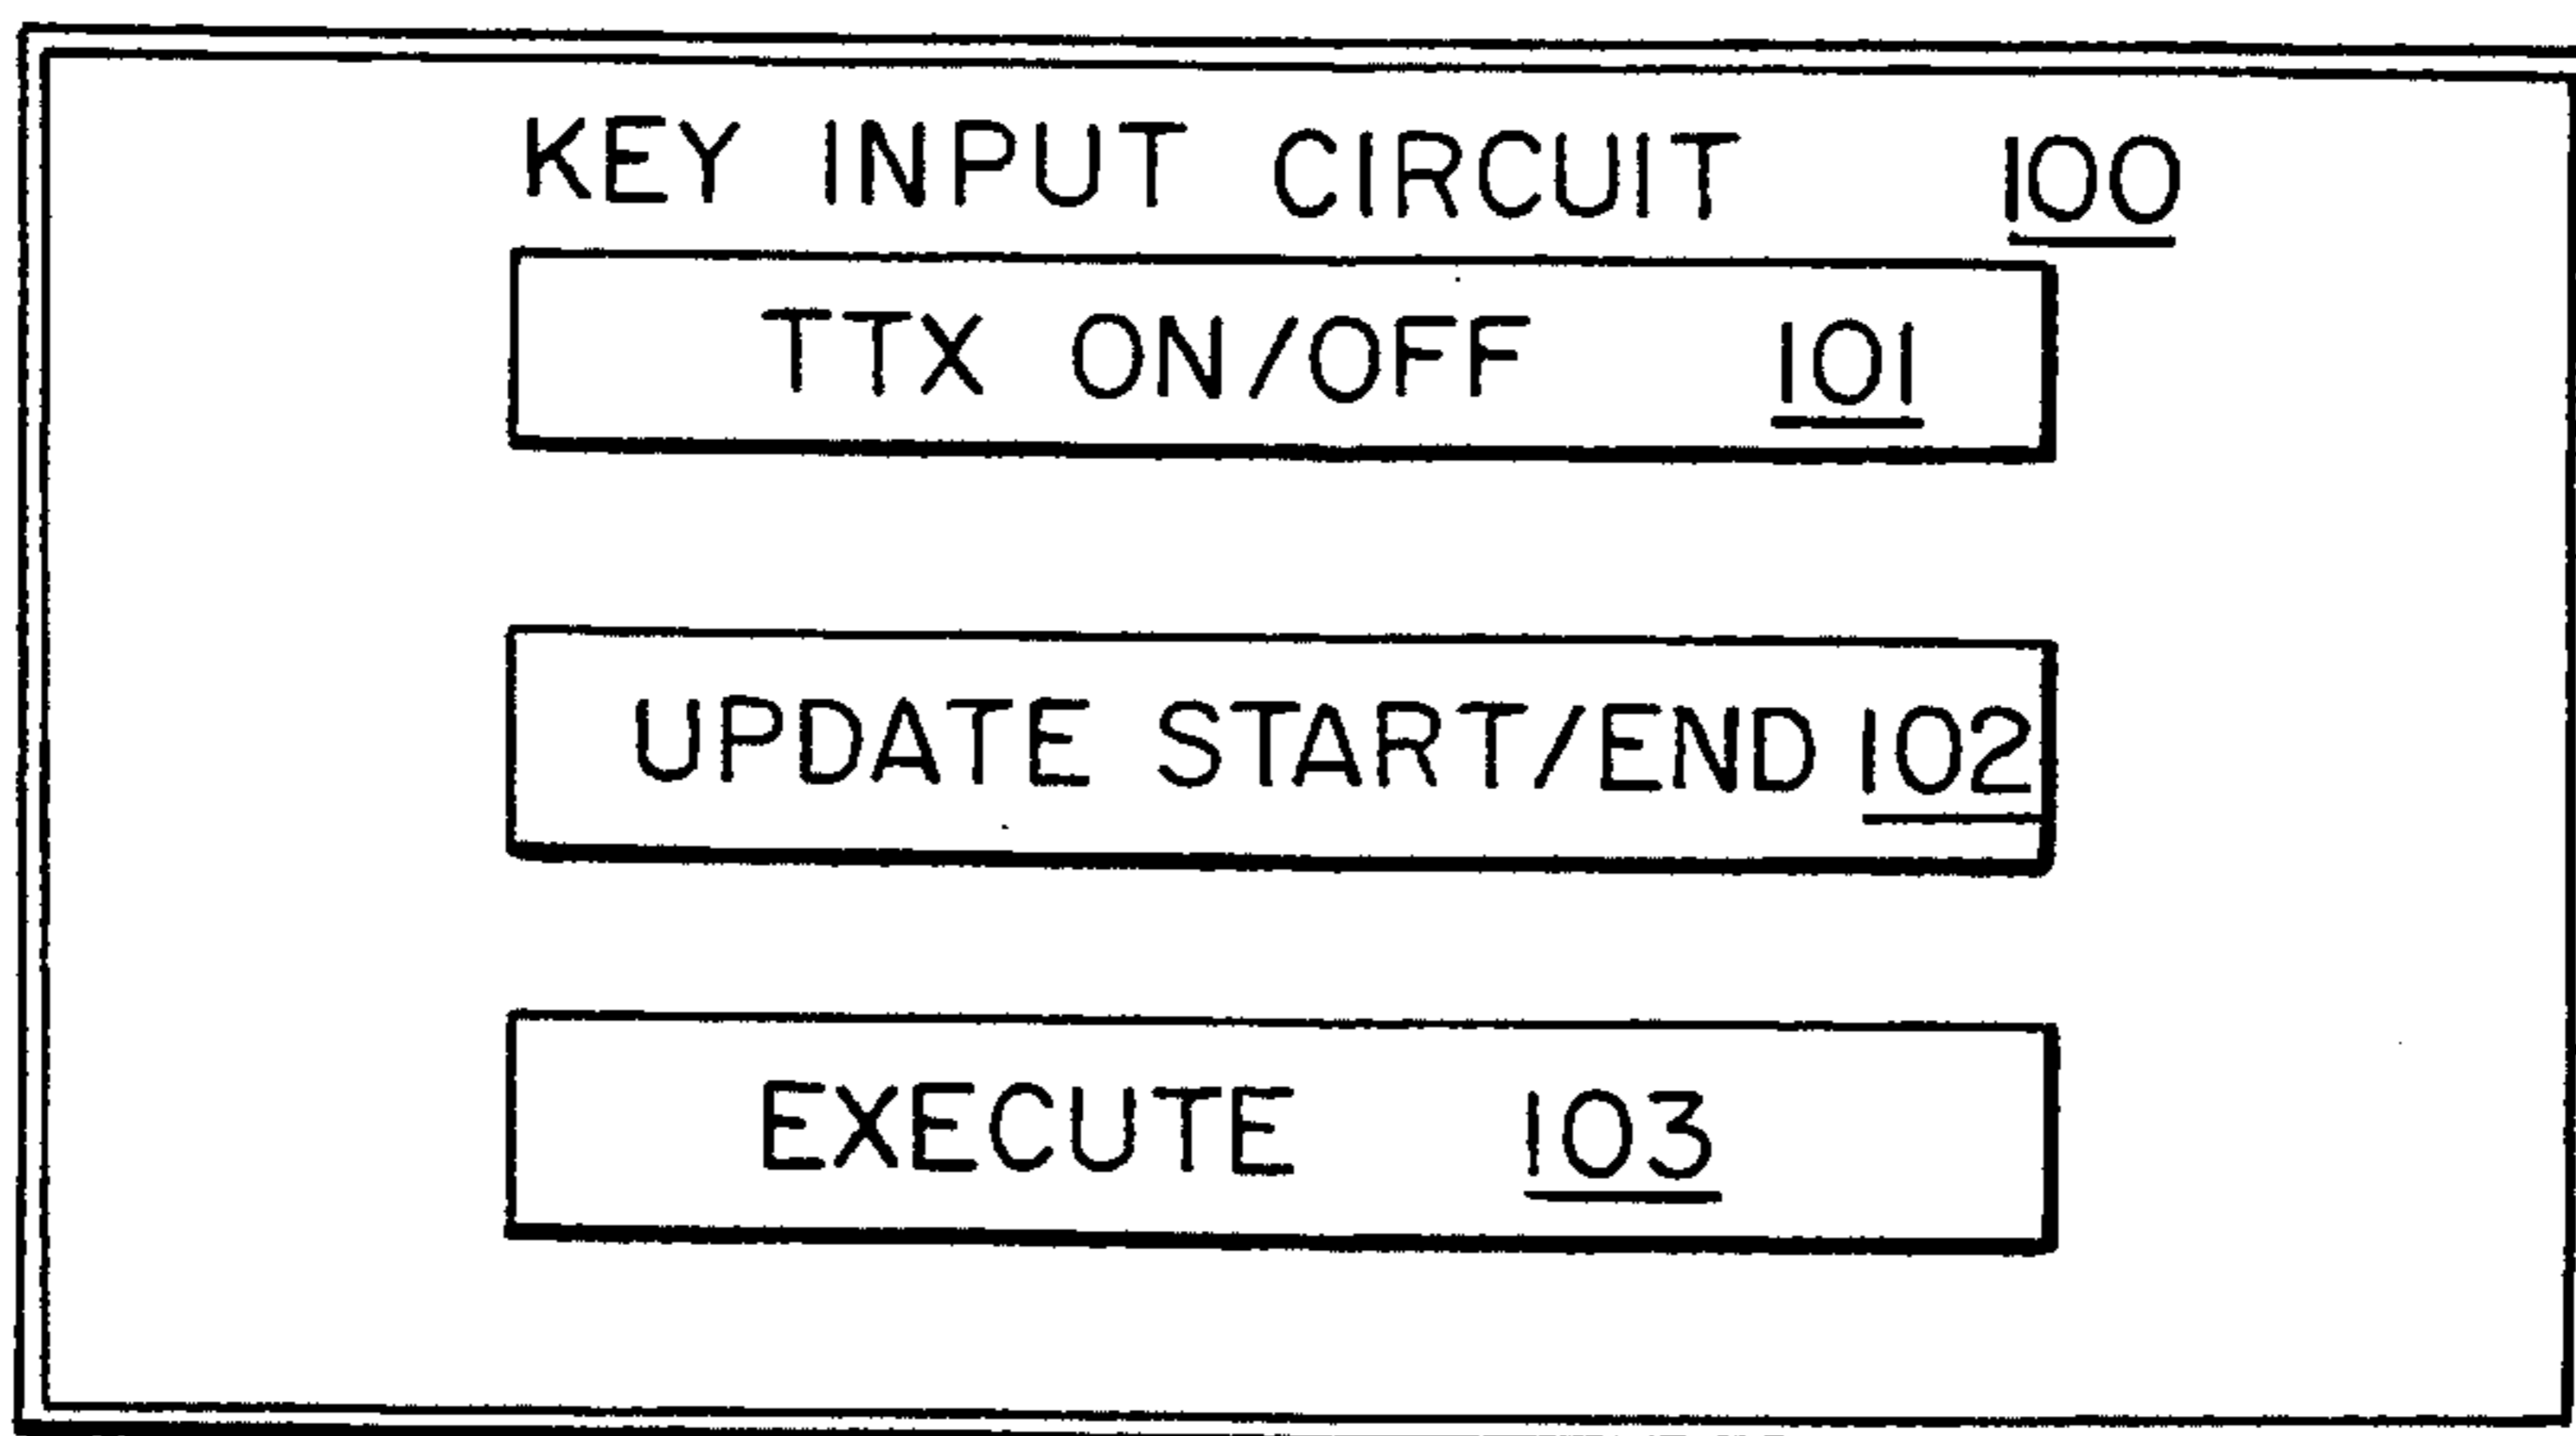 KEY INPUT CIRCUIT 100
TTX ON/OFF 101
UPDATE START/END 102
EXECUTE 103